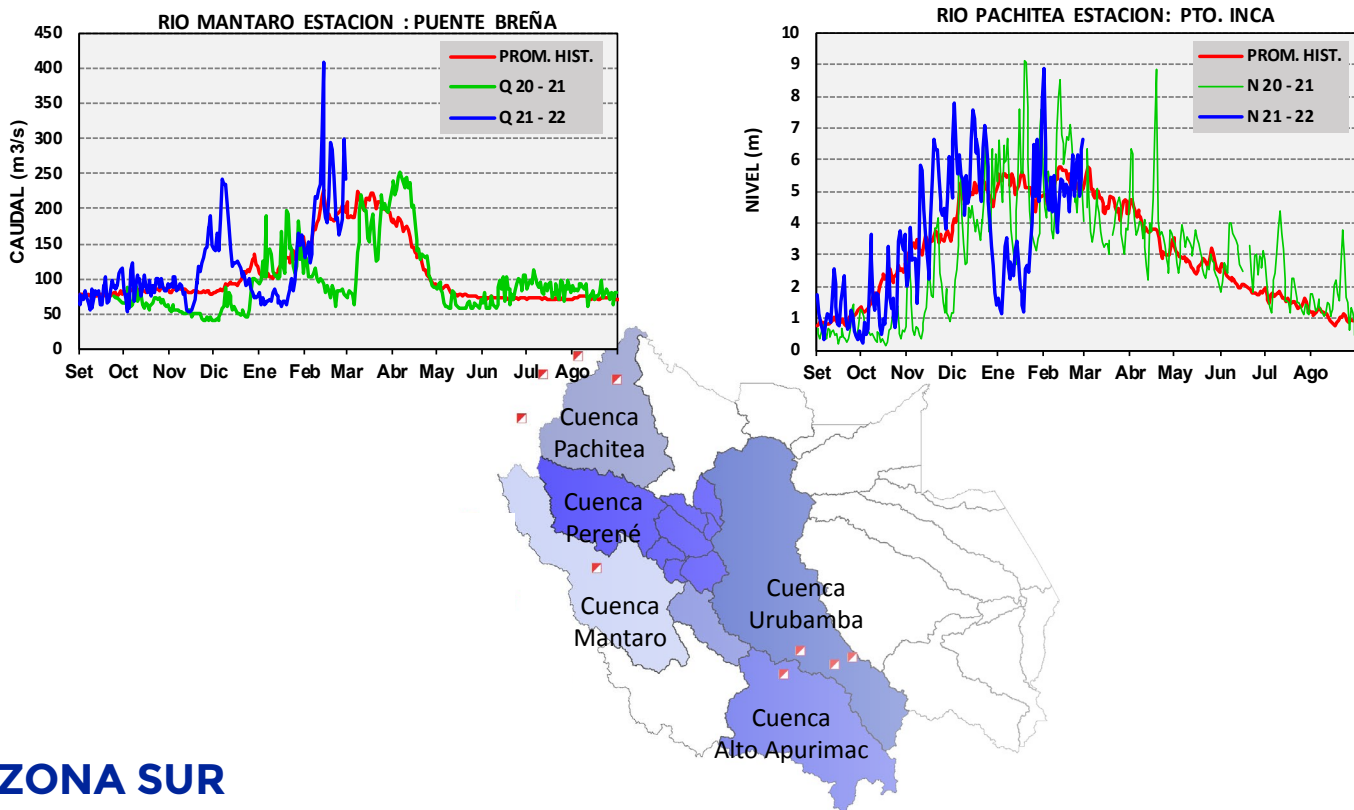 RIO MANTARO ESTACION : PUENTE BREÑA
CAUDAL (m3/s)
450
400
350
300
250
200
150
100
50
0
PROM. HIST.
Q 20 - 21
Q 21 - 22
Set Oct Nov Dic Ene Feb Mar Abr May Jun Jul Ago
RIO PACHITEA ESTACION: PTO. INCA
NIVEL (m)
10
9
8
7
6
5
4
3
2
1
0
PROM. HIST.
N 20 - 21
N 21 - 22
Set Oct Nov Dic Ene Feb Mar Abr May Jun Jul Ago
Cuenca
Pachitea
Cuenca
Perené
Cuenca
Mantaro
Cuenca
Urubamba
Cuenca
Alto Apurimac
ZONA SUR